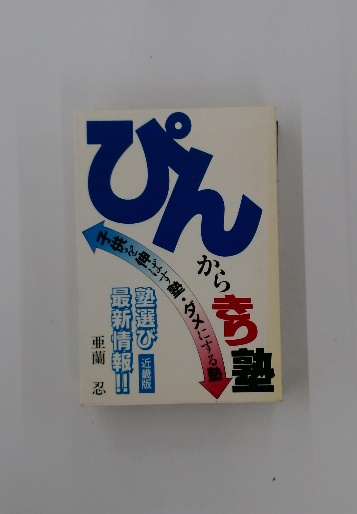 ぴん
から
きり
塾
子供を伸ばす塾・ダメにする塾
塾選び
最新情報!!
近畿版
亜蘭 忍